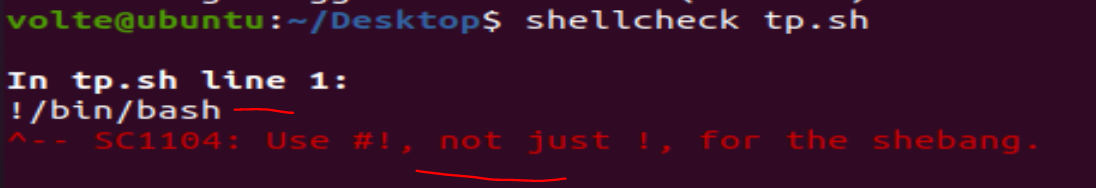 volte@ubuntu:~/Desktop$ shellcheck tp.sh
In tp.sh line 1:
!/bin/bash
^-- SC1104: Use #!, not just !, for the shebang.